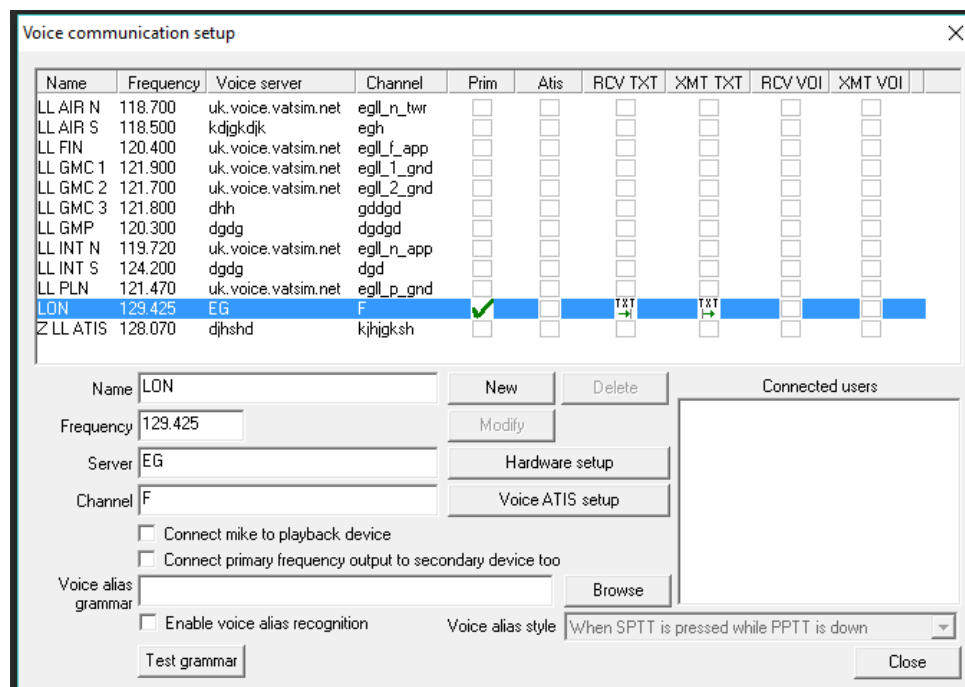 Voice communication setup
Name Frequency Voice server Channel Prim Atis RCV TXT XMT TXT RCV VOI XMT VOI
LL AIR N 118.700 uk.voice.vatsim.net egll_n_twr
LL AIR S 118.500 kdjgkdjk egh
LL FIN 120.400 uk.voice.vatsim.net egll_f_app
LL GMC 1 121.900 uk.voice.vatsim.net egll_1_gnd
LL GMC 2 121.700 uk.voice.vatsim.net egll_2_gnd
LL GMC 3 121.800 dhh gddgd
LL GMP 120.300 dgdg dgdgd
LL INT N 119.720 uk.voice.vatsim.net egll_n_app
LL INT S 124.200 dgdg dgd
LL PLN 121.470 uk.voice.vatsim.net egll_p_gnd
LON 129.425 EG F TXT TXT
Z LL ATIS 128.070 djhshd kjhjgksh
Name LON New Delete Connected users
Frequency 129.425 Modify
Server EG Hardware setup
Channel F Voice ATIS setup
Connect mike to playback device
Connect primary frequency output to secondary device too
Voice alias grammar Browse
Enable voice alias recognition Voice alias style When SPTT is pressed while PPTT is down
Test grammar Close